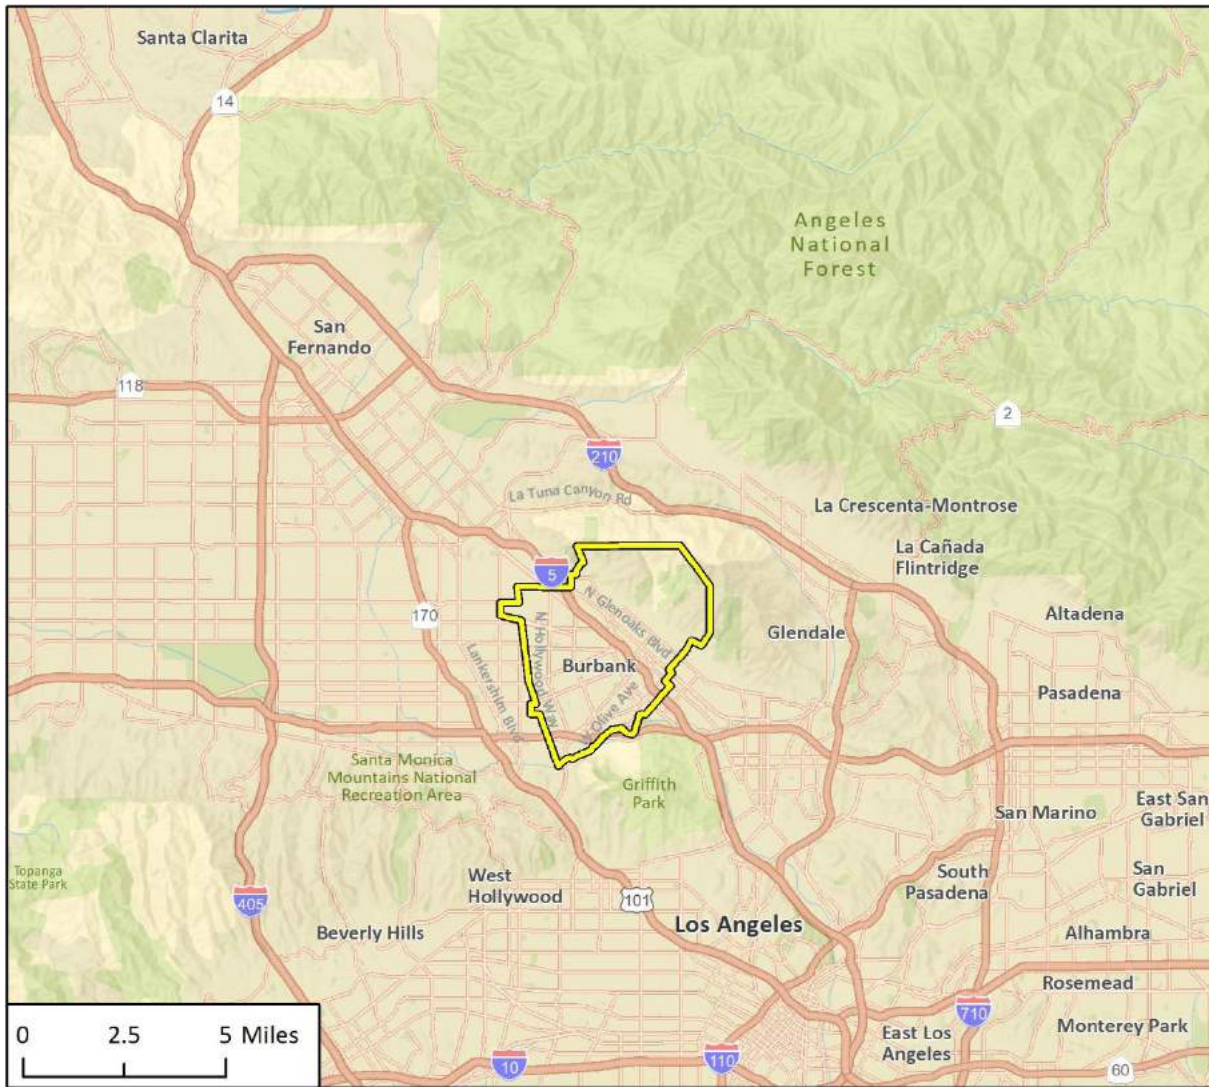 Santa Clarita
14
Angeles
National
Forest
San
Fernando
118
2
210
La Tuna Canyon Rd
La Crescenta-Montrose
La Cañada
Flintridge
5
N Glenoaks Blvd
170
N Hollywood Way
Altadena
Glendale
Lankershim Blvd
Burbank
Pasadena
Olive Ave
Santa Monica
Mountains National
Recreation Area
Griffith
Park
San Marino
East San
Gabriel
Topanga
State Park
West
Hollywood
South
Pasadena
San
Gabriel
405
101
Los Angeles
Beverly Hills
Alhambra
Rosemead
710
Monterey Park
East Los
Angeles
0 2.5 5 Miles
10
110
60